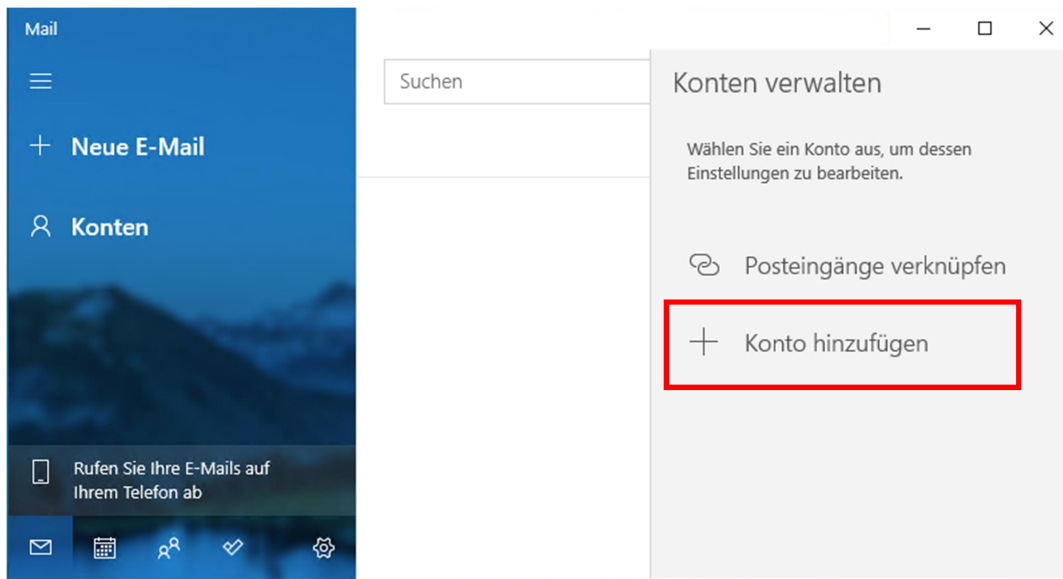 Mail
Neue E-Mail
Konten
Rufen Sie Ihre E-Mails auf
Ihrem Telefon ab
Suchen
Konten verwalten
Wählen Sie ein Konto aus, um dessen
Einstellungen zu bearbeiten.
Posteingänge verknüpfen
Konto hinzufügen